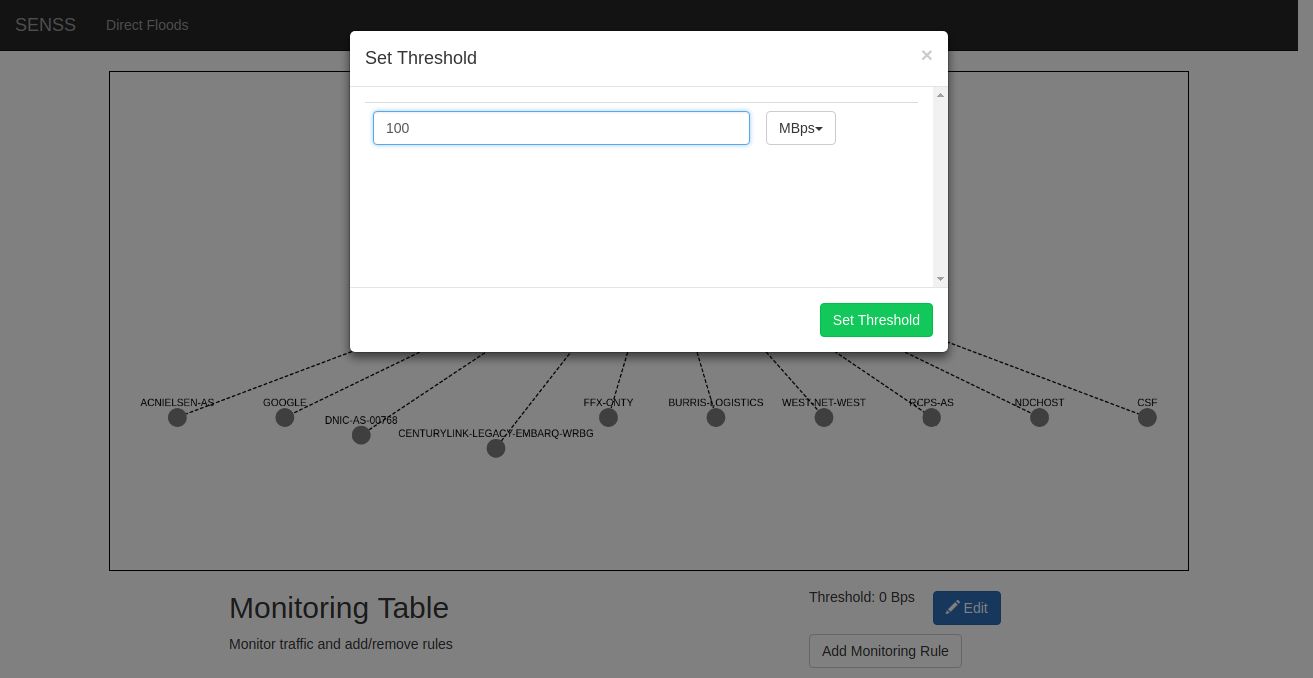 SENSS
Direct Floods
Set Threshold
×
100
MBps
Set Threshold
ACNIELSEN-AS
GOOGLE
DNIC-AS-00768
CENTURYLINK-LEGACY-EMBARQ-WRBG
FFX-CNTY
BURRIS-LOGISTICS
WEST-NET-WEST
RCPS-AS
NDCHOST
CSF
Monitoring Table
Threshold: 0 Bps
Edit
Monitor traffic and add/remove rules
Add Monitoring Rule